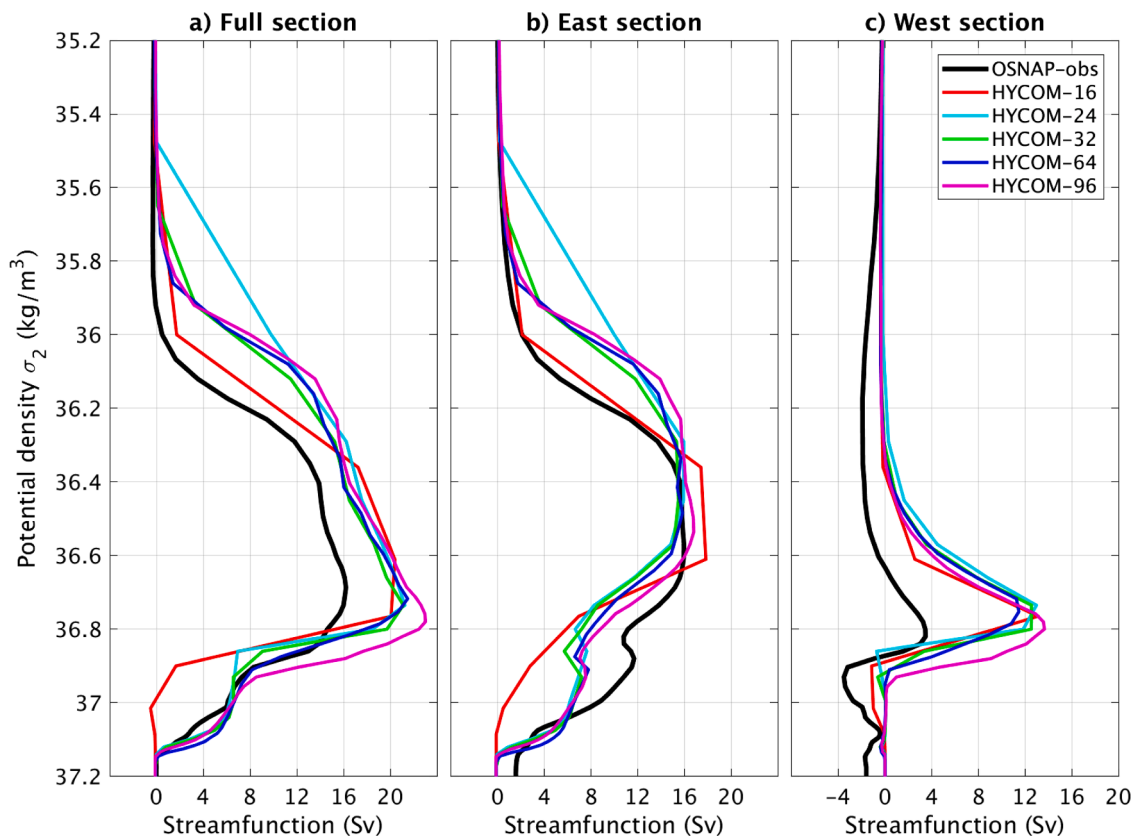 a) Full section
b) East section
c) West section
35.2
35.4
35.6
35.8
36
36.2
36.4
36.6
36.8
37
37.2
Potential density σ2 (kg/m3)
OSNAP-obs
HYCOM-16
HYCOM-24
HYCOM-32
HYCOM-64
HYCOM-96
0 4 8 12 16 20
0 4 8 12 16 20
-4 0 4 8 12 16 20
Streamfunction (Sv)
Streamfunction (Sv)
Streamfunction (Sv)